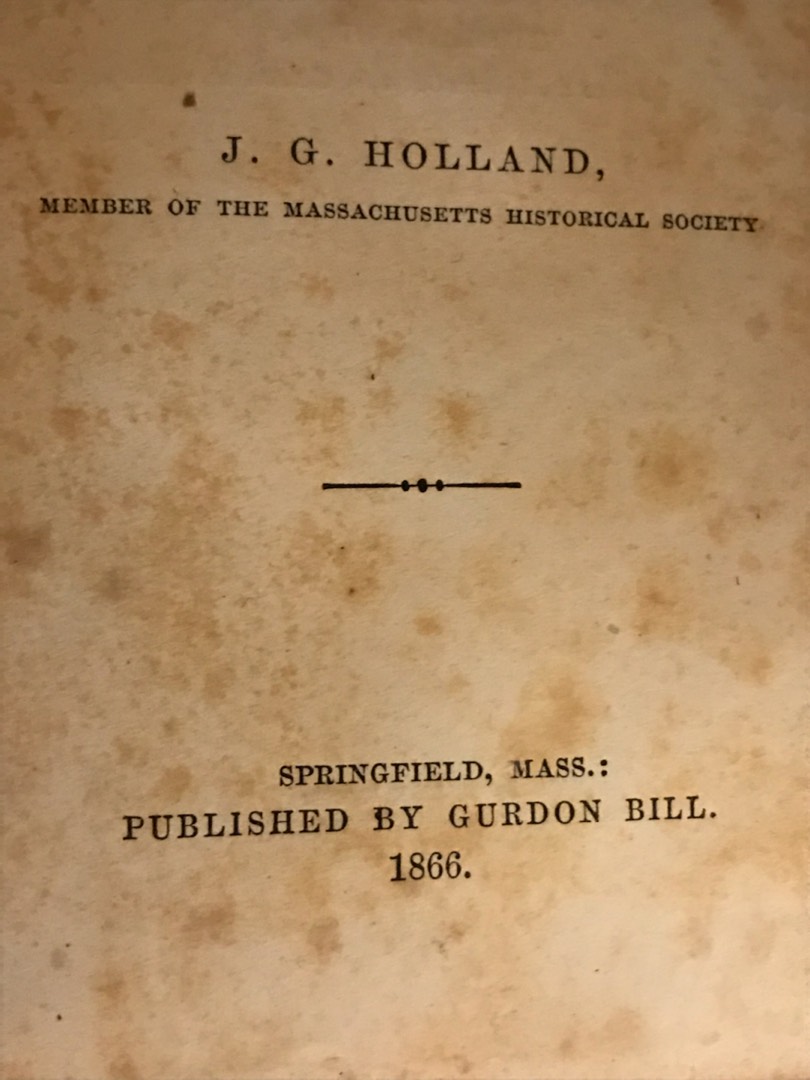 J. G. HOLLAND,
MEMBER OF THE MASSACHUSETTS HISTORICAL SOCIETY
SPRINGFIELD, MASS.:
PUBLISHED BY GURDON BILL.
1866.